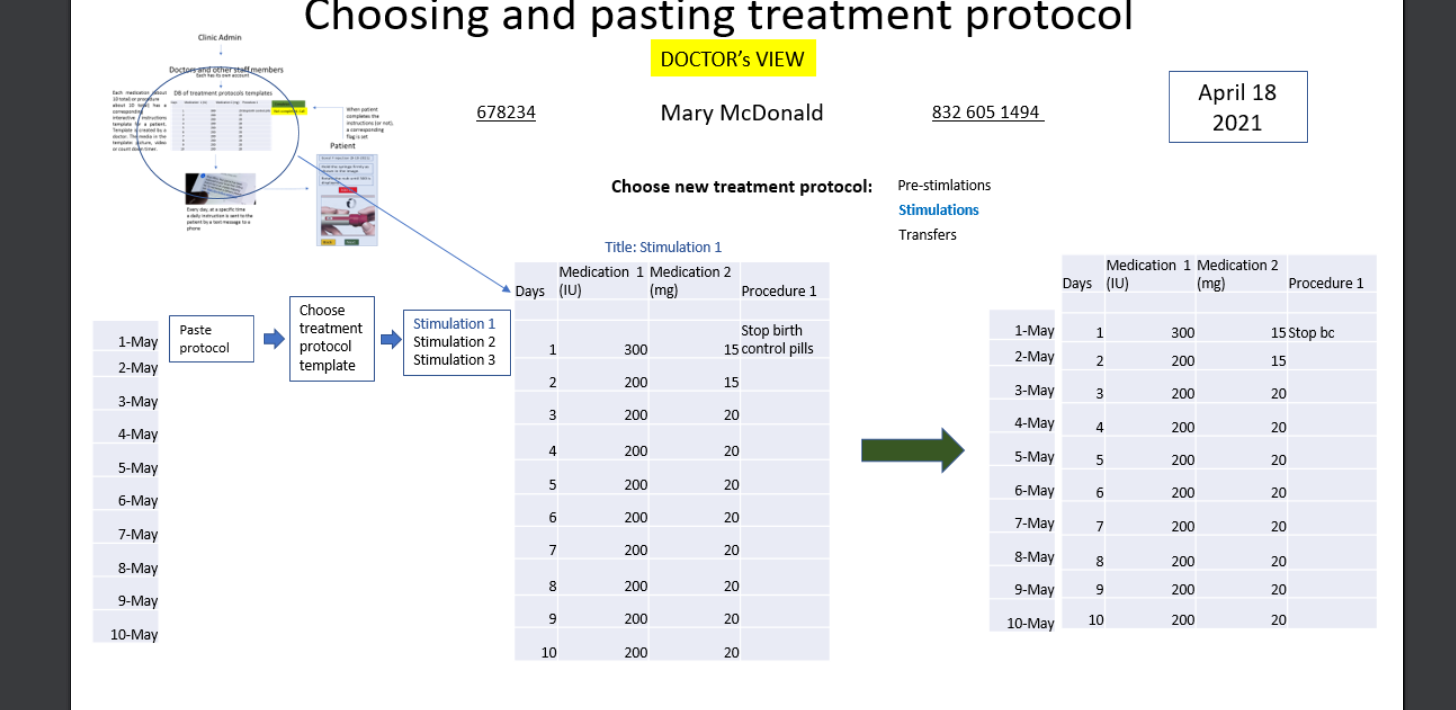 Choosing and pasting treatment protocol
Clinic Admin
DOCTOR's VIEW
Doctors and other staff members
Each has its own account
DB of treatment protocols templates
Each medication about
10 total) or procedure
about 10 total) has a
corresponding
interactive instructions
template for a patient.
Template is created by a
doctor. The media in the
template: picture, video
or count down timer.
When patient
completes the
instructions (or not),
a corresponding
flag is set
Patient
Every day, at a specific time
a daily instruction is sent to the
patient by a text message to a
phone
678234
Mary McDonald
832 605 1494
April 18
2021
Choose new treatment protocol:
Pre-stimlations
Stimulations
Transfers
Paste
protocol
Choose
treatment
protocol
template
Stimulation 1
Stimulation 2
Stimulation 3
1-May
2-May
3-May
4-May
5-May
6-May
7-May
8-May
9-May
10-May
Title: Stimulation 1
Medication 1 Medication 2
Days (IU) (mg) Procedure 1
Stop birth
1 300 15 control pills
2 200 15
3 200 20
4 200 20
5 200 20
6 200 20
7 200 20
8 200 20
9 200 20
10 200 20
Medication 1 Medication 2
Days (IU) (mg) Procedure 1
1-May 1 300 15 Stop bc
2-May 2 200 15
3-May 3 200 20
4-May 4 200 20
5-May 5 200 20
6-May 6 200 20
7-May 7 200 20
8-May 8 200 20
9-May 9 200 20
10-May 10 200 20